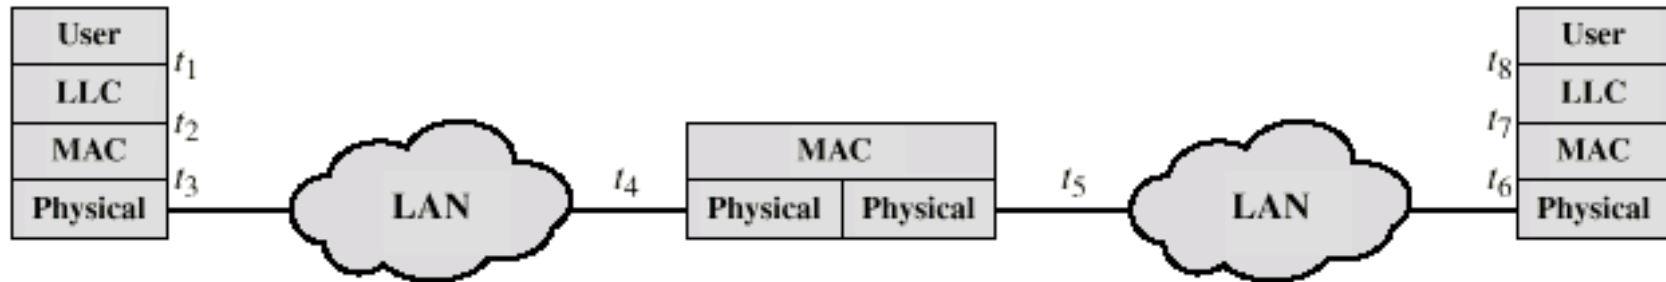 User
LLC
MAC
Physical
t1
t2
t3
LAN
t4
MAC
Physical Physical
t5
LAN
t8
t7
t6
User
LLC
MAC
Physical